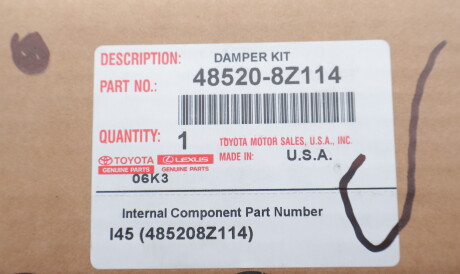 DESCRIPTION: DAMPER KIT
PART NO.: 48520-8Z114
QUANTITY: 1 TOYOTA MOTOR SALES, U.S.A., INC.
TOYOTA LEXUS MADE IN: U.S.A.
GENUINE PARTS GENUINE PARTS
06K3
Internal Component Part Number
I45 (485208Z114)